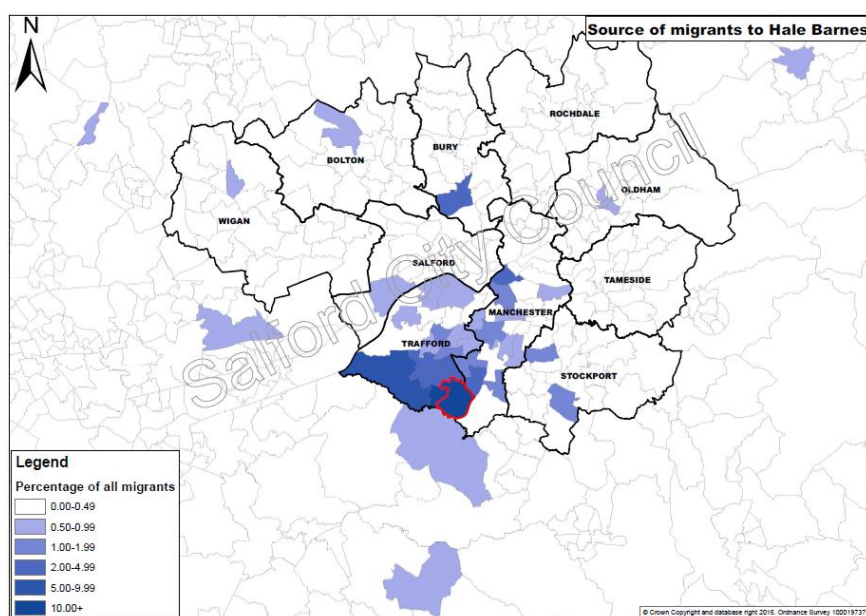 N
Source of migrants to Hale Barnes
ROCHDALE
BURY
BOLTON
OLDHAM
WIGAN
SALFORD
TAMESIDE
MANCHESTER
TRAFFORD
STOCKPORT
Salford City Council
Legend
Percentage of all migrants
0.00-0.49
0.50-0.99
1.00-1.99
2.00-4.99
5.00-9.99
10.00+
© Crown Copyright and database right 2015. Ordnance Survey 100019737